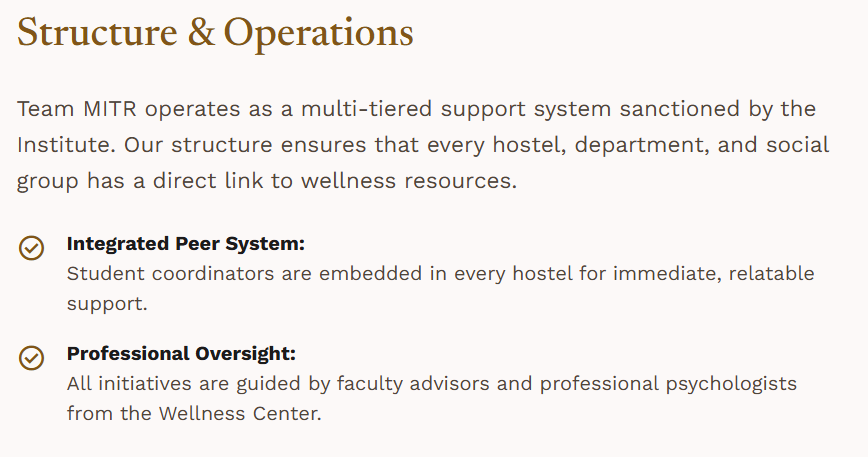 Structure & Operations
Team MITR operates as a multi-tiered support system sanctioned by the
Institute. Our structure ensures that every hostel, department, and social
group has a direct link to wellness resources.
Integrated Peer System:
Student coordinators are embedded in every hostel for immediate, relatable
support.
Professional Oversight:
All initiatives are guided by faculty advisors and professional psychologists
from the Wellness Center.